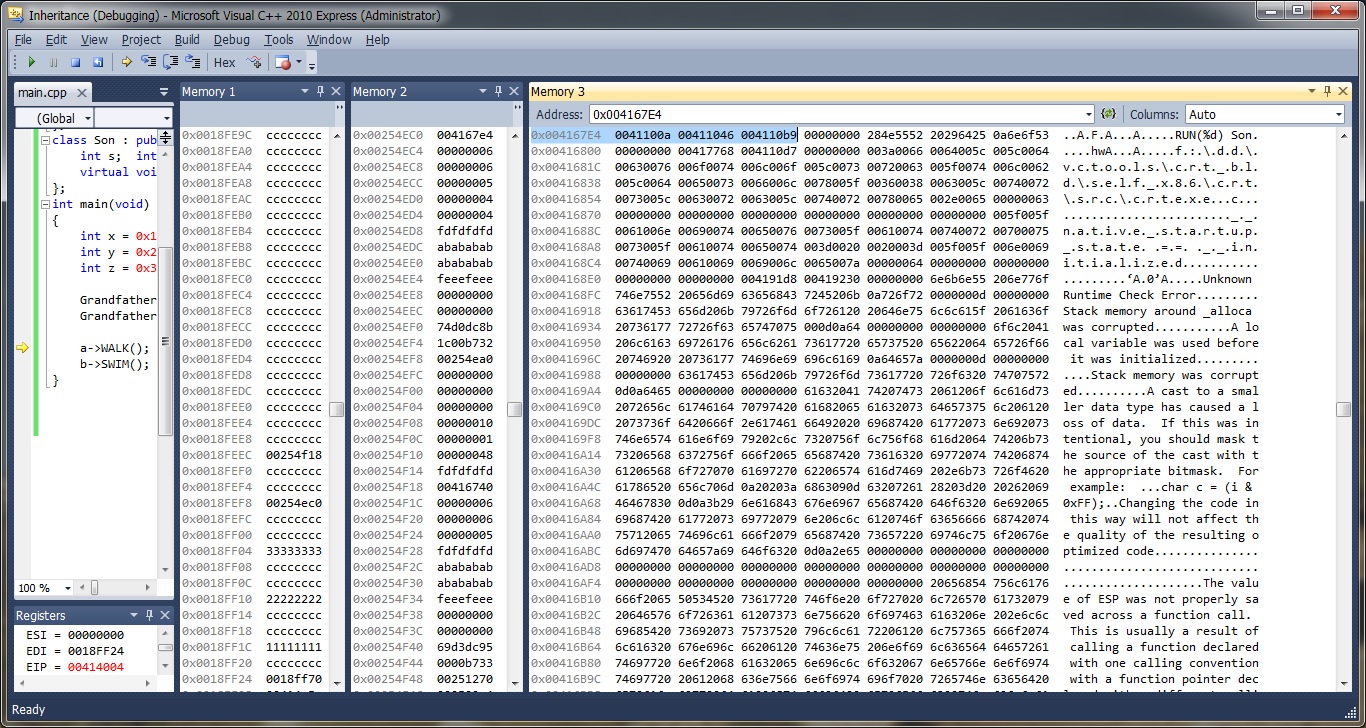 Inheritance (Debugging) - Microsoft Visual C++ 2010 Express (Administrator)
File Edit View Project Build Debug Tools Window Help
Hex
main.cpp
(Global
class Son : pub
int s; int
virtual voi
};
int main(void)
{
int x = 0x1
int y = 0x2
int z = 0x3
Grandfather
Grandfather
a->WALK();
b->SWIM();
}
100 %
Registers
ESI = 00000000
EDI = 0018FF24
EIP = 00414004
Memory 1
0x0018FE9C cccccccc
0x0018FEA0 cccccccc
0x0018FEA4 cccccccc
0x0018FEA8 cccccccc
0x0018FEAC cccccccc
0x0018FEB0 cccccccc
0x0018FEB4 cccccccc
0x0018FEB8 cccccccc
0x0018FEBC cccccccc
0x0018FEC0 cccccccc
0x0018FEC4 cccccccc
0x0018FEC8 cccccccc
0x0018FECC cccccccc
0x0018FED0 cccccccc
0x0018FED4 cccccccc
0x0018FED8 cccccccc
0x0018FEDC cccccccc
0x0018FEE0 cccccccc
0x0018FEE4 cccccccc
0x0018FEE8 cccccccc
0x0018FEEC 00254f18
0x0018FEF0 cccccccc
0x0018FEF4 cccccccc
0x0018FEF8 00254ec0
0x0018FEFC cccccccc
0x0018FF00 cccccccc
0x0018FF04 33333333
0x0018FF08 cccccccc
0x0018FF0C cccccccc
0x0018FF10 22222222
0x0018FF14 cccccccc
0x0018FF18 cccccccc
0x0018FF1C 11111111
0x0018FF20 cccccccc
0x0018FF24 0018ff70
Memory 2
0x00254EC0 004167e4
0x00254EC4 00000006
0x00254EC8 00000006
0x00254ECC 00000005
0x00254ED0 00000004
0x00254ED4 00000004
0x00254ED8 fdfdfdfd
0x00254EDC abababab
0x00254EE0 abababab
0x00254EE4 feeefeee
0x00254EE8 00000000
0x00254EEC 00000000
0x00254EF0 74d0dc8b
0x00254EF4 1c00b732
0x00254EF8 00254ea0
0x00254EFC 00000000
0x00254F00 00000000
0x00254F04 00000000
0x00254F08 00000010
0x00254F0C 00000001
0x00254F10 00000048
0x00254F14 fdfdfdfd
0x00254F18 00416740
0x00254F1C 00000006
0x00254F20 00000006
0x00254F24 00000005
0x00254F28 fdfdfdfd
0x00254F2C abababab
0x00254F30 abababab
0x00254F34 feeefeee
0x00254F38 00000000
0x00254F3C 00000000
0x00254F40 69d3dc95
0x00254F44 0000b733
0x00254F48 00251270
Memory 3
Address: 0x004167E4 Columns: Auto
0x004167E4 0041100a 00411046 004110b9 00000000 284e5552 20296425 0a6e6f53 ..A.F.A...A.....RUN(%d) Son.
0x00416800 00000000 00417768 004110d7 00000000 003a0066 0064005c 005c0064 ....hwA...A.....f.:.\.d.d.\.
0x0041681C 00630076 006f0074 006c006f 005c0073 00720063 005f0074 006c0062 v.c.t.o.o.l.s.\.c.r.t._.b.l.
0x00416838 005c0064 00650073 0066006c 0078005f 00360038 0063005c 00740072 d.\.s.e.l.f._.x.8.6.\.c.r.t.
0x00416854 0073005c 00630072 0063005c 00740072 00780065 002e0065 00000063 \.s.r.c.\.c.r.t.e.x.e...c...
0x00416870 00000000 00000000 00000000 00000000 00000000 00000000 005f005f ........................_._.
0x0041688C 0061006e 00690074 00650076 0073005f 00610074 00740072 00700075 n.a.t.i.v.e._.s.t.a.r.t.u.p.
0x004168A8 0073005f 00610074 00650074 003d0020 0020003d 005f005f 006e0069 _.s.t.a.t.e. .=.=. ._._.i.n.
0x004168C4 00740069 00610069 0069006c 0065007a 00000064 00000000 00000000 i.t.i.a.l.i.z.e.d...........
0x004168E0 00000000 00000000 004191d8 00419230 00000000 6e6b6e55 206e776f .........‘A.0’A.....Unknown
0x004168FC 746e7552 20656d69 63656843 7245206b 0a726f72 0000000d 00000000 Runtime Check Error.........
0x00416918 63617453 656d206b 79726f6d 6f726120 20646e75 6c6c615f 2061636f Stack memory around _alloca
0x00416934 20736177 72726f63 65747075 000d0a64 00000000 00000000 6f6c2041 was corrupted...........A lo
0x00416950 206c6163 69726176 656c6261 73617720 65737520 65622064 65726f66 cal variable was used before
0x0041696C 20746920 20736177 74696e69 696c6169 0a64657a 0000000d 00000000 it was initialized.........
0x00416988 00000000 63617453 656d206b 79726f6d 73617720 726f6320 74707572 ....Stack memory was corrupt
0x004169A4 0d0a6465 00000000 00000000 61632041 74207473 2061206f 6c616d73 ed..........A cast to a smal
0x004169C0 2072656c 61746164 70797420 61682065 61632073 64657375 6c206120 ler data type has caused a l
0x004169DC 2073736f 6420666f 2e617461 66492020 69687420 61772073 6e692073 oss of data.  If this was in
0x004169F8 746e6574 616e6f69 79202c6c 7320756f 6c756f68 616d2064 74206b73 tentional, you should mask t
0x00416A14 73206568 6372756f 666f2065 65687420 73616320 69772074 74206874 he source of the cast with t
0x00416A30 61206568 6f727070 61697270 62206574 616d7469 202e6b73 726f4620 he appropriate bitmask.  For
0x00416A4C 61786520 656c706d 0a20203a 6863090d 63207261 28203d20 20262069 example:  ...char c = (i &
0x00416A68 46467830 0d0a3b29 6e616843 676e6967 65687420 646f6320 6e692065 0xFF);..Changing the code in
0x00416A84 69687420 61772073 69772079 6e206c6c 6120746f 63656666 68742074 this way will not affect th
0x00416AA0 75712065 74696c61 666f2079 65687420 73657220 69746c75 6f20676e e quality of the resulting o
0x00416ABC 6d697470 64657a69 646f6320 0d0a2e65 00000000 00000000 00000000 ptimized code...............
0x00416AD8 00000000 00000000 00000000 00000000 00000000 00000000 00000000 ............................
0x00416AF4 00000000 00000000 00000000 00000000 00000000 20656854 756c6176 ....................The valu
0x00416B10 666f2065 50534520 73617720 746f6e20 6f727020 6c726570 61732079 e of ESP was not properly sa
0x00416B2C 20646576 6f726361 61207373 6e756620 6f697463 6163206e 202e6c6c ved across a function call.
0x00416B48 69685420 73692073 75737520 796c6c61 72206120 6c757365 666f2074 This is usually a result of
0x00416B64 6c616320 676e696c 66206120 74636e75 206e6f69 6c636564 64657261 calling a function declared
0x00416B80 74697720 6e6f2068 61632065 6e696c6c 6f632067 6e65766e 6e6f6974 with one calling convention
0x00416B9C 74697720 20612068 636e7566 6e6f6974 696f7020 7265746e 63656420 with a function pointer dec
Ready